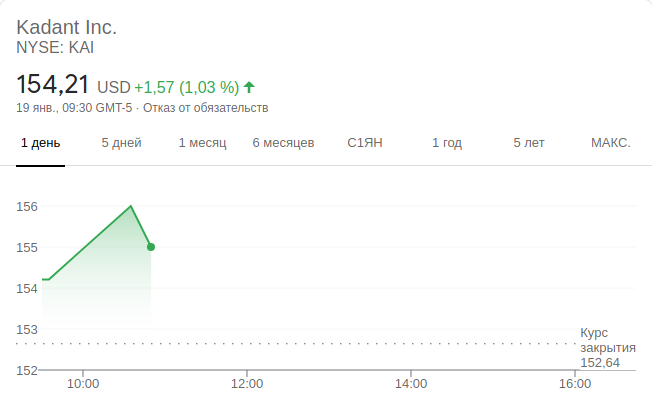 Kadant Inc.
NYSE: KAI
154,21 USD +1,57 (1,03 %)
19 янв., 09:30 GMT-5 · Отказ от обязательств
1 день 5 дней 1 месяц 6 месяцев С1ЯН 1 год 5 лет МАКС.
156
155
154
153
Курс
закрытия
152,64
152
10:00 12:00 14:00 16:00